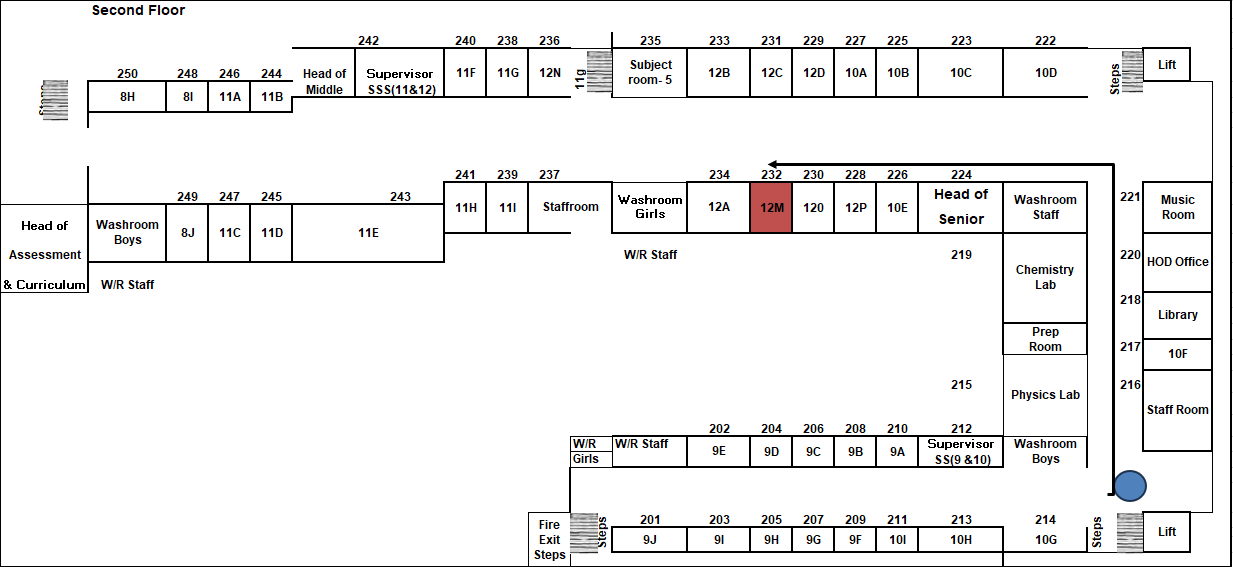 Second Floor
242 240 238 236 235 233 231 229 227 225 223 222
250 248 246 244
Head of
Middle
Supervisor
SSS(11&12)
11F 11G 12N
11g
Subject
room- 5
12B 12C 12D 10A 10B 10C 10D
Steps
Lift
Steps
8H 8I 11A 11B
249 247 245 243 241 239 237 234 232 230 228 226 224
Head of
Assessment
& Curriculum
Washroom
Boys
8J 11C 11D 11E 11H 11I Staffroom
Washroom
Girls
12A 12M 120 12P 10E
Head of
Senior
Washroom
Staff
221
Music
Room
W/R Staff
W/R Staff
219
Chemistry
Lab
220
HOD Office
218
Library
Prep
Room
217
10F
215
Physics Lab
216
Staff Room
202 204 206 208 210 212
W/R
Girls
W/R Staff
9E 9D 9C 9B 9A
Supervisor
SS(9 &10)
Washroom
Boys
201 203 205 207 209 211 213 214
Fire
Exit
Steps
Steps
9J 9I 9H 9G 9F 10I 10H 10G
Steps
Lift